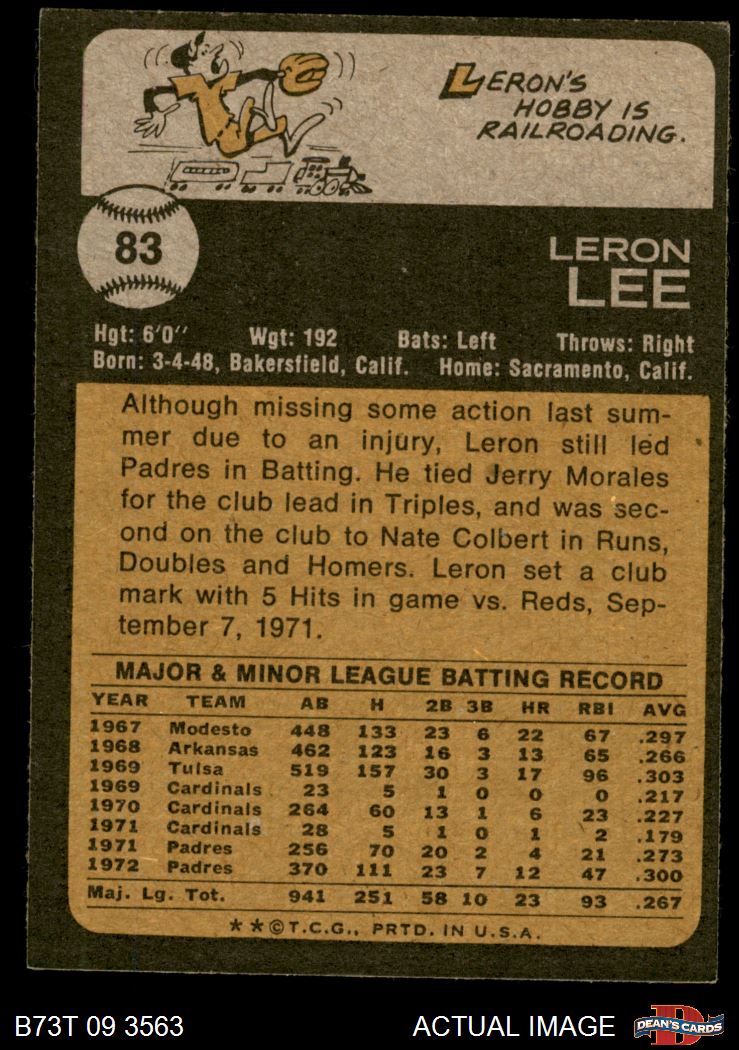 LERON'S
HOBBY IS
RAILROADING.
83
LERON
LEE
Hgt: 6'0" Wgt: 192 Bats: Left Throws: Right
Born: 3-4-48, Bakersfield, Calif. Home: Sacramento, Calif.
Although missing some action last sum-
mer due to an injury, Leron still led
Padres in Batting. He tied Jerry Morales
for the club lead in Triples, and was sec-
ond on the club to Nate Colbert in Runs,
Doubles and Homers. Leron set a club
mark with 5 Hits in game vs. Reds, Sep-
tember 7, 1971.
MAJOR & MINOR LEAGUE BATTING RECORD
YEAR TEAM AB H 2B 3B HR RBI AVG
1967 Modesto 448 133 23 6 22 67 .297
1968 Arkansas 462 123 16 3 13 65 .266
1969 Tulsa 519 157 30 3 17 96 .303
1969 Cardinals 23 5 1 0 0 0 .217
1970 Cardinals 264 60 13 1 6 23 .227
1971 Cardinals 28 5 1 0 1 2 .179
1971 Padres 256 70 20 2 4 21 .273
1972 Padres 370 111 23 7 12 47 .300
Maj. Lg. Tot. 941 251 58 10 23 93 .267
**©T.C.G., PRTD. IN U.S.A.
B73T 09 3563 ACTUAL IMAGE D DEAN'S CARDS